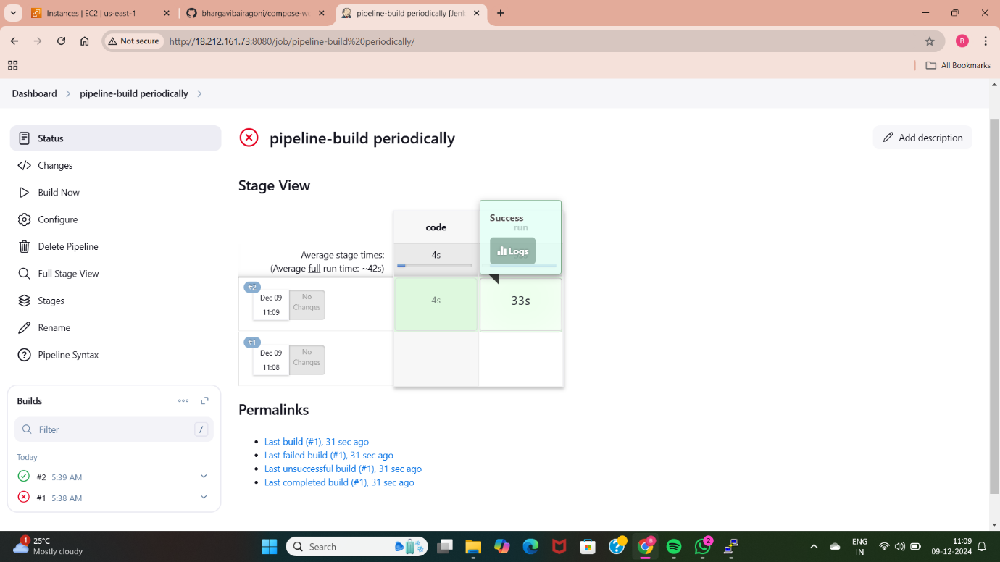 Instances | EC2 | us-east-1
bhargavibairagoni/compose-wo
pipeline-build periodically [Jenk
Not secure
http://18.212.161.73:8080/job/pipeline-build%20periodically/
B
All Bookmarks
Dashboard
pipeline-build periodically
Status
Changes
Build Now
Configure
Delete Pipeline
Full Stage View
Stages
Rename
Pipeline Syntax
Builds
Filter
/
Today
#2 5:39 AM
#1 5:38 AM
pipeline-build periodically
Add description
Stage View
code
Success
run
Logs
Average stage times:
(Average full run time: ~42s)
4s
#2
Dec 09
11:09
No
Changes
4s
33s
#1
Dec 09
11:08
No
Changes
Permalinks
Last build (#1), 31 sec ago
Last failed build (#1), 31 sec ago
Last unsuccessful build (#1), 31 sec ago
Last completed build (#1), 31 sec ago
1
25°C
Mostly cloudy
Search
B
2
ENG
IN
11:09
09-12-2024